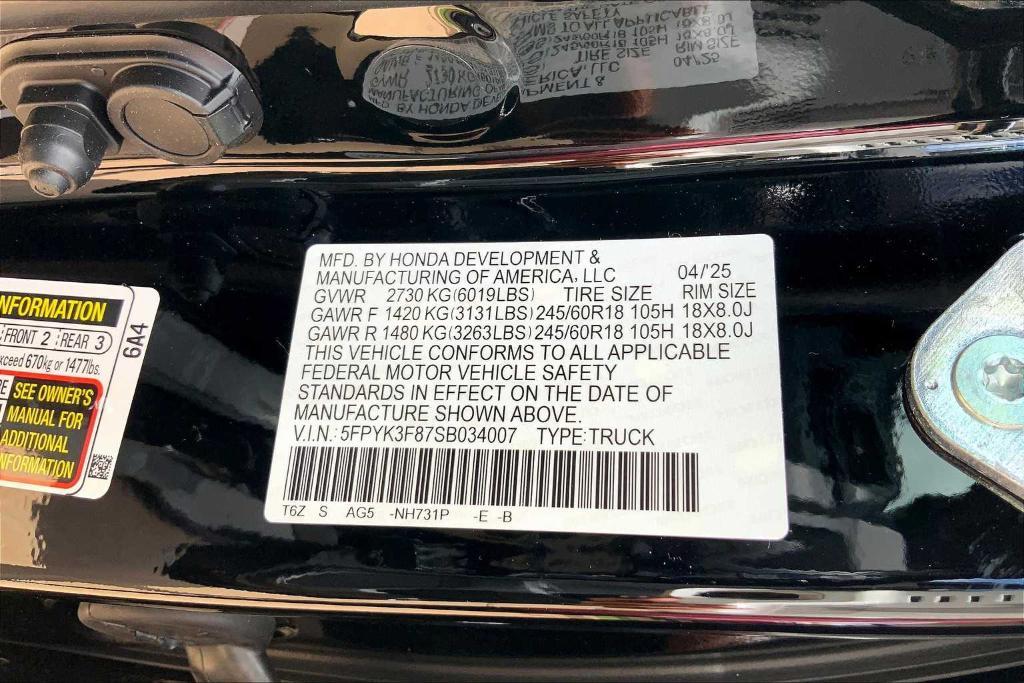 MFD. BY HONDA DEVELOPMENT &
MANUFACTURING OF AMERICA, LLC 04/'25
GVWR 2730 KG(6019LBS) TIRE SIZE RIM SIZE
GAWR F 1420 KG(3131LBS) 245/60R18 105H 18X8.0J
GAWR R 1480 KG(3263LBS) 245/60R18 105H 18X8.0J
THIS VEHICLE CONFORMS TO ALL APPLICABLE
FEDERAL MOTOR VEHICLE SAFETY
STANDARDS IN EFFECT ON THE DATE OF
MANUFACTURE SHOWN ABOVE.
V.I.N.: 5FPYK3F87SB034007 TYPE:TRUCK
T6Z S AG5 -NH731P -E -B
NFORMATION
FRONT 2 REAR 3
xceed 670kg or 1477lbs.
SEE OWNER'S
MANUAL FOR
ADDITIONAL
NFORMATION
6A4